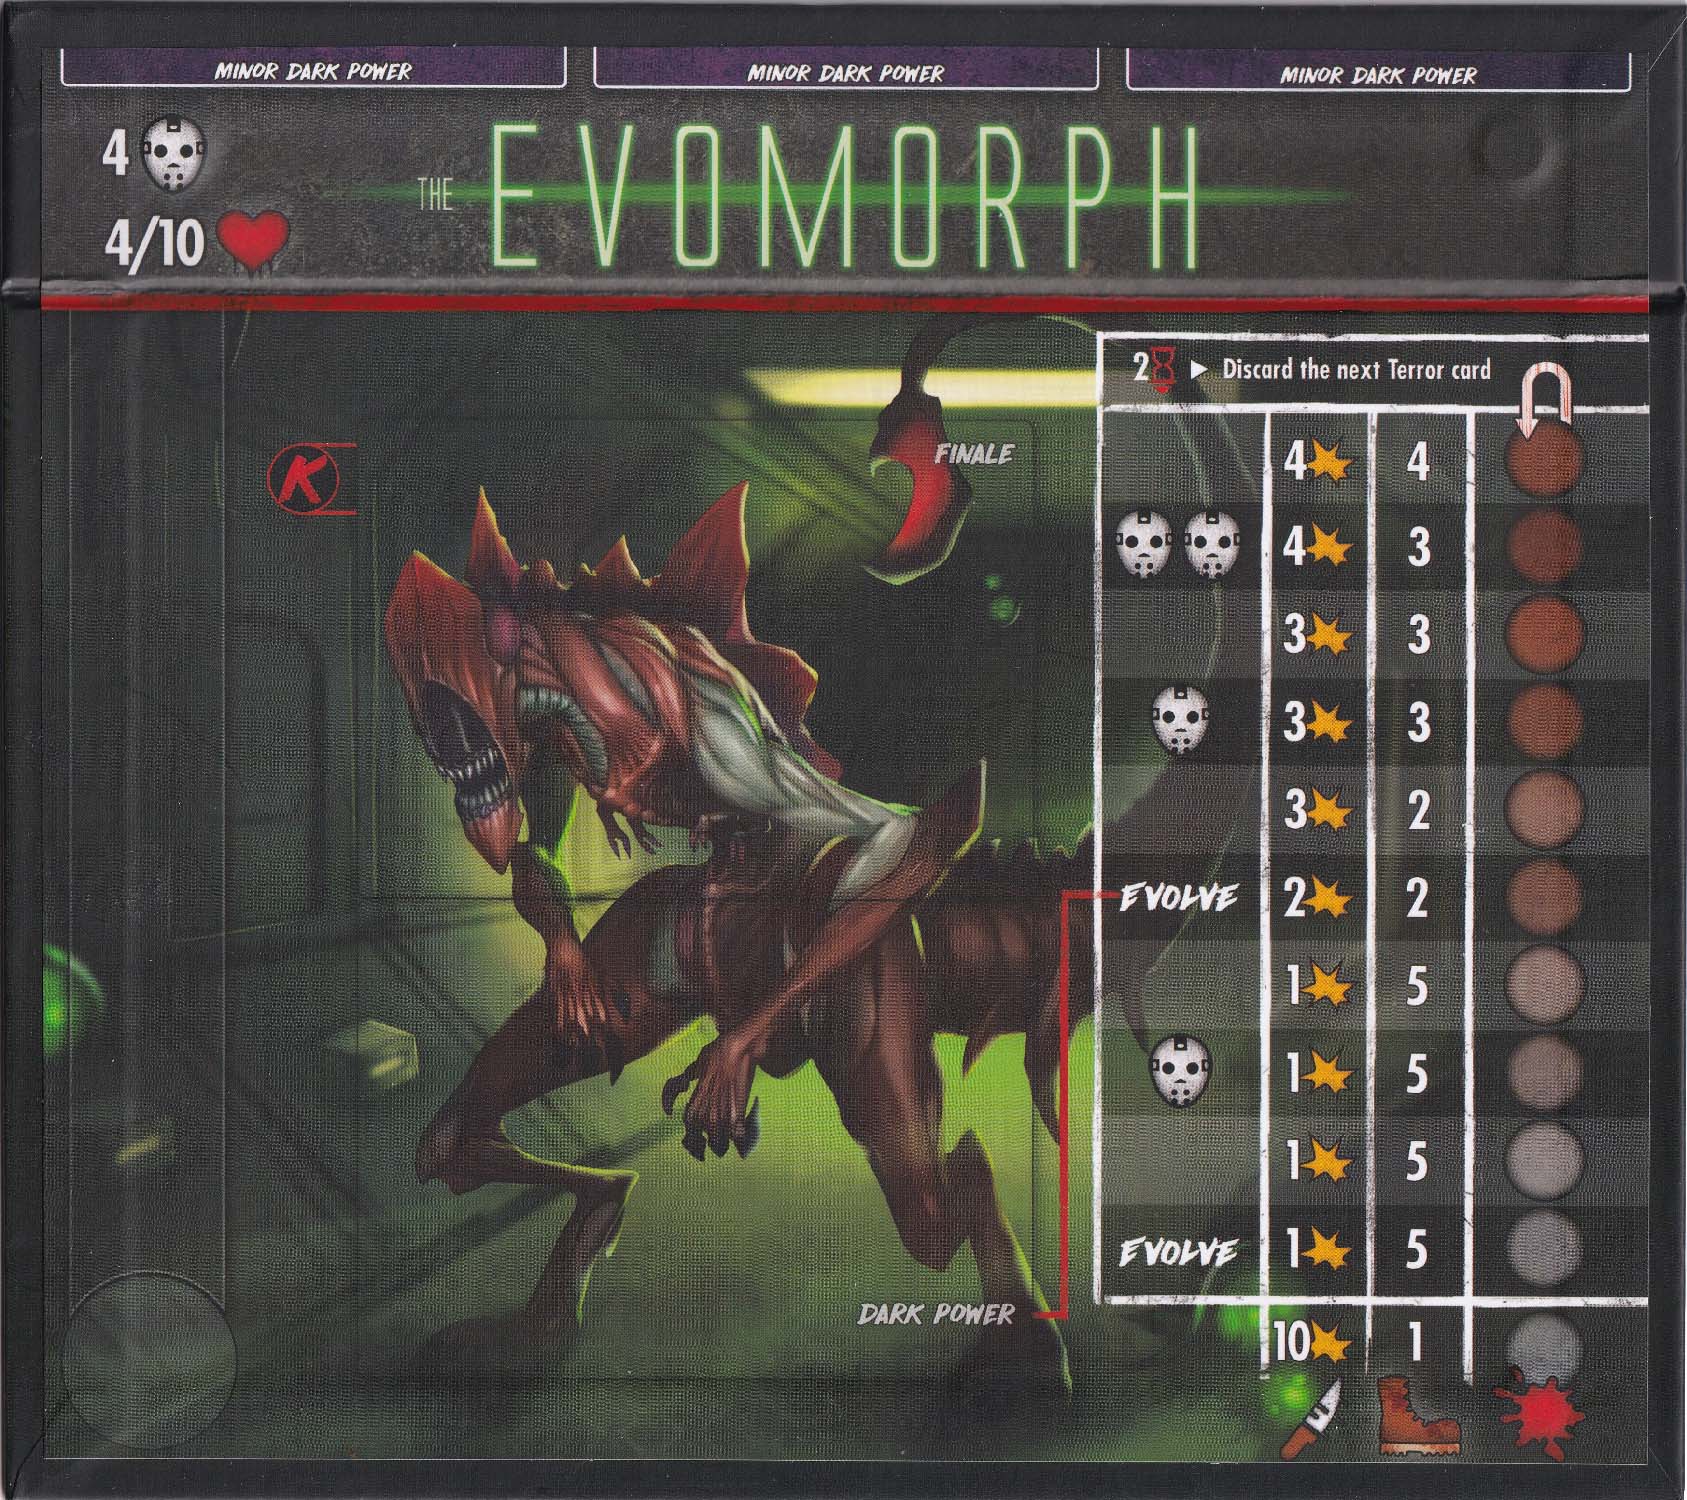 MINOR DARK POWER
MINOR DARK POWER
MINOR DARK POWER
4
THE EVOMORPH
4/10
2 ► Discard the next Terror card
K
FINALE
4 4
4 3
3 3
3 3
3 2
EVOLVE 2 2
1 5
1 5
1 5
EVOLVE 1 5
DARK POWER
10 1